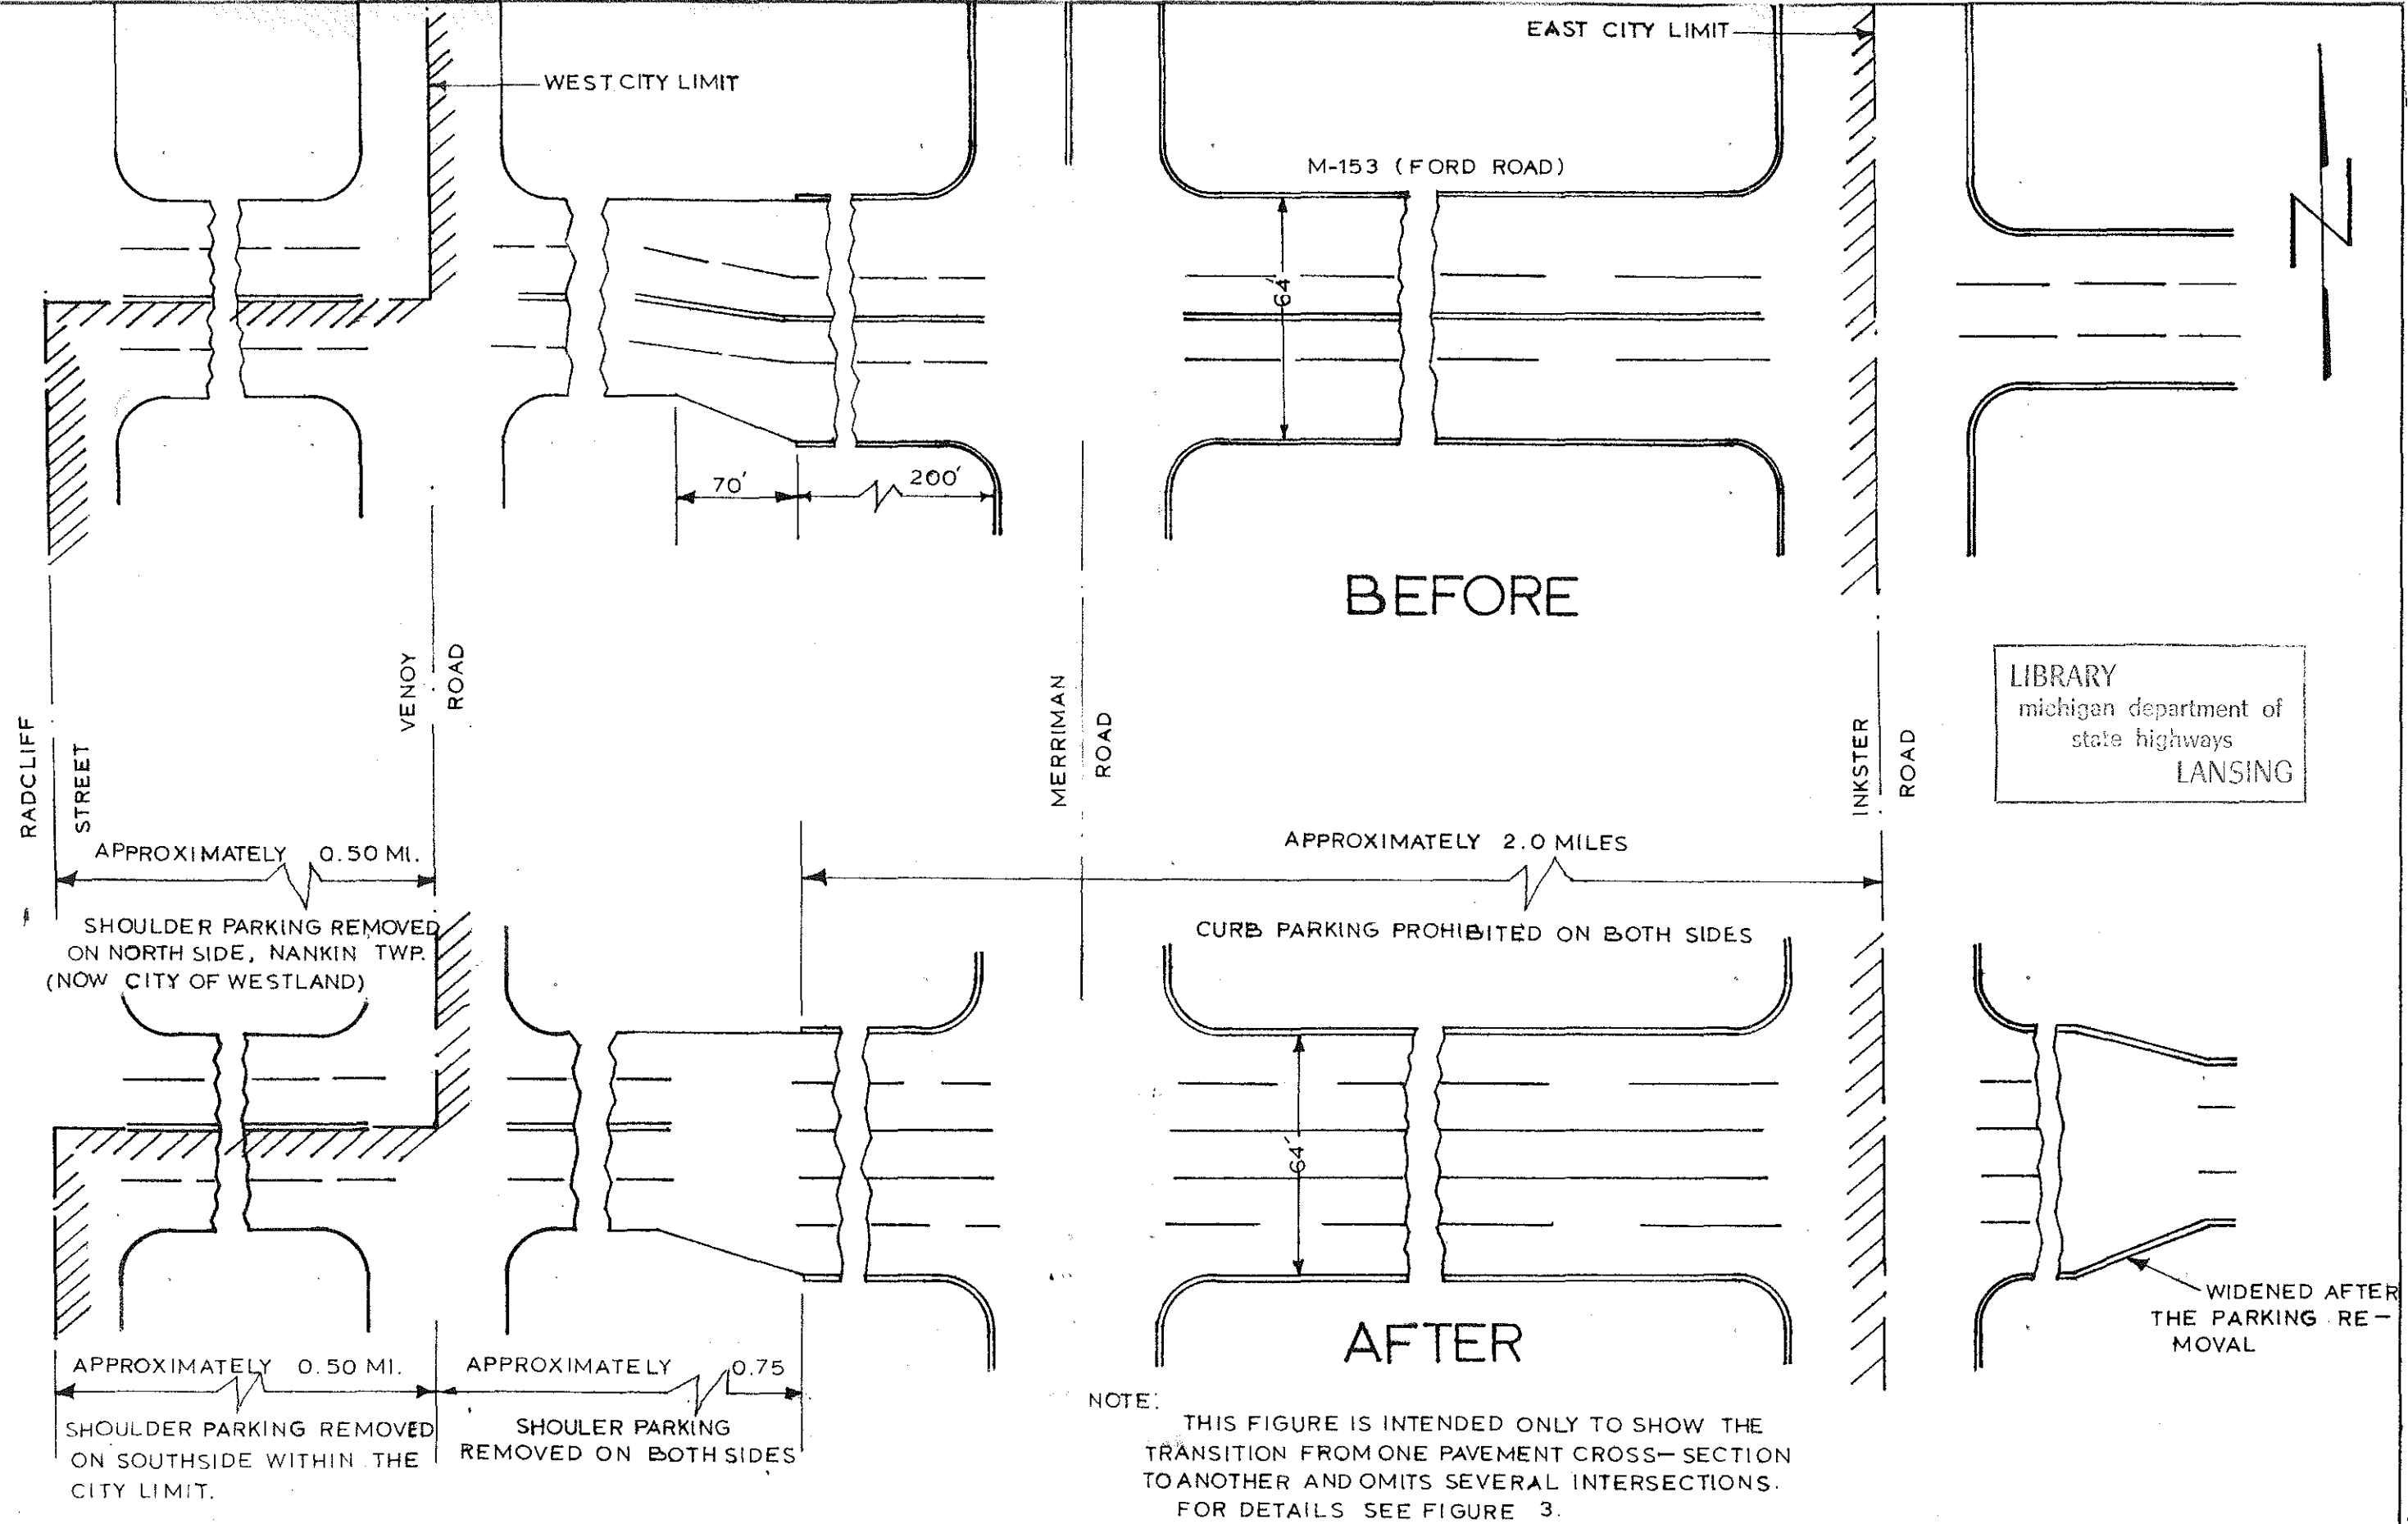 EAST CITY LIMIT
WEST CITY LIMIT
M-153 (FORD ROAD)
64'
70'
200'
BEFORE
RADCLIFF
STREET
VENOY
ROAD
MERRIMAN
ROAD
INKSTER
ROAD
LIBRARY
michigan department of
state highways
LANSING
APPROXIMATELY 0.50 MI.
APPROXIMATELY 2.0 MILES
SHOULDER PARKING REMOVED
ON NORTH SIDE, NANKIN TWP.
(NOW CITY OF WESTLAND)
CURB PARKING PROHIBITED ON BOTH SIDES
64'
WIDENED AFTER
THE PARKING RE-
MOVAL
AFTER
APPROXIMATELY 0.50 MI.
SHOULDER PARKING REMOVED
ON SOUTHSIDE WITHIN THE
CITY LIMIT.
APPROXIMATELY 0.75
SHOULER PARKING
REMOVED ON BOTH SIDES
NOTE:
THIS FIGURE IS INTENDED ONLY TO SHOW THE
TRANSITION FROM ONE PAVEMENT CROSS-SECTION
TO ANOTHER AND OMITS SEVERAL INTERSECTIONS.
FOR DETAILS SEE FIGURE 3.